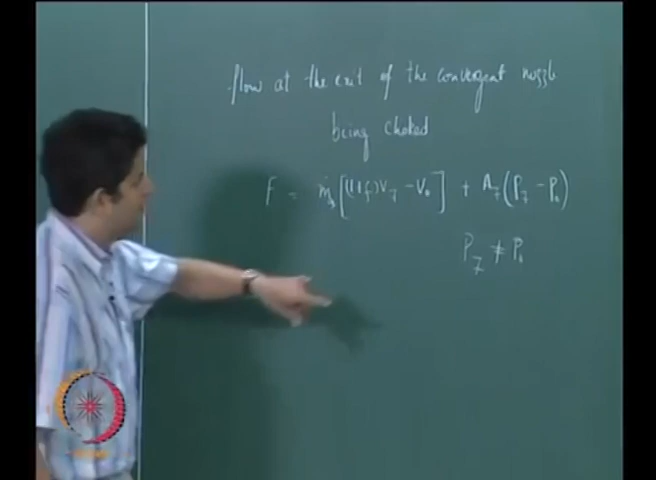 flow at the exit of the convergent nozzle
being choked
F = ṁₐ[(1+f)V₇ - V₀] + A₇(P₇ - P₀)
P₇ ≠ P₀